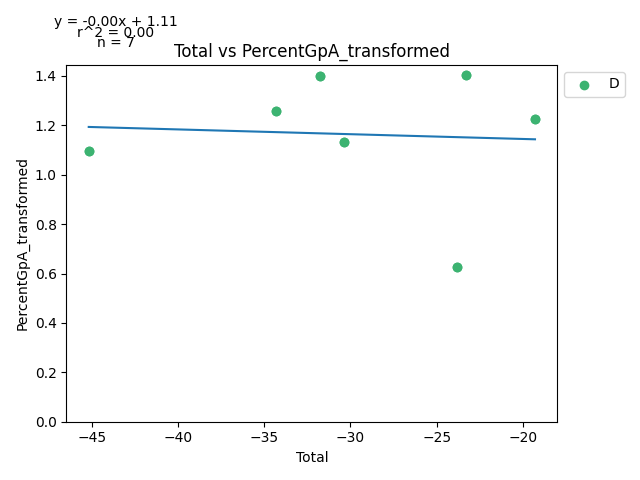 y = -0.00x + 1.11
r^2 = 0.00
n = 7
Total vs PercentGpA_transformed
D
PercentGpA_transformed
1.4
1.2
1.0
0.8
0.6
0.4
0.2
0.0
−45 −40 −35 −30 −25 −20
Total